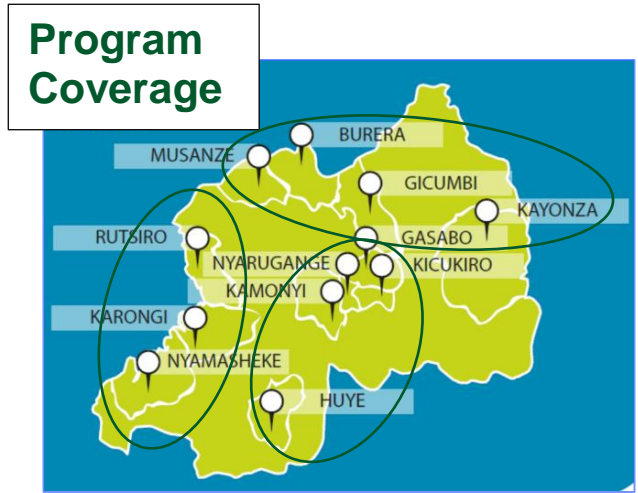 Program
Coverage
BURERA
MUSANZE
GICUMBI
KAYONZA
RUTSIRO
GASABO
NYARUGANGE
KICUKIRO
KAMONYI
KARONGI
NYAMASHEKE
HUYE